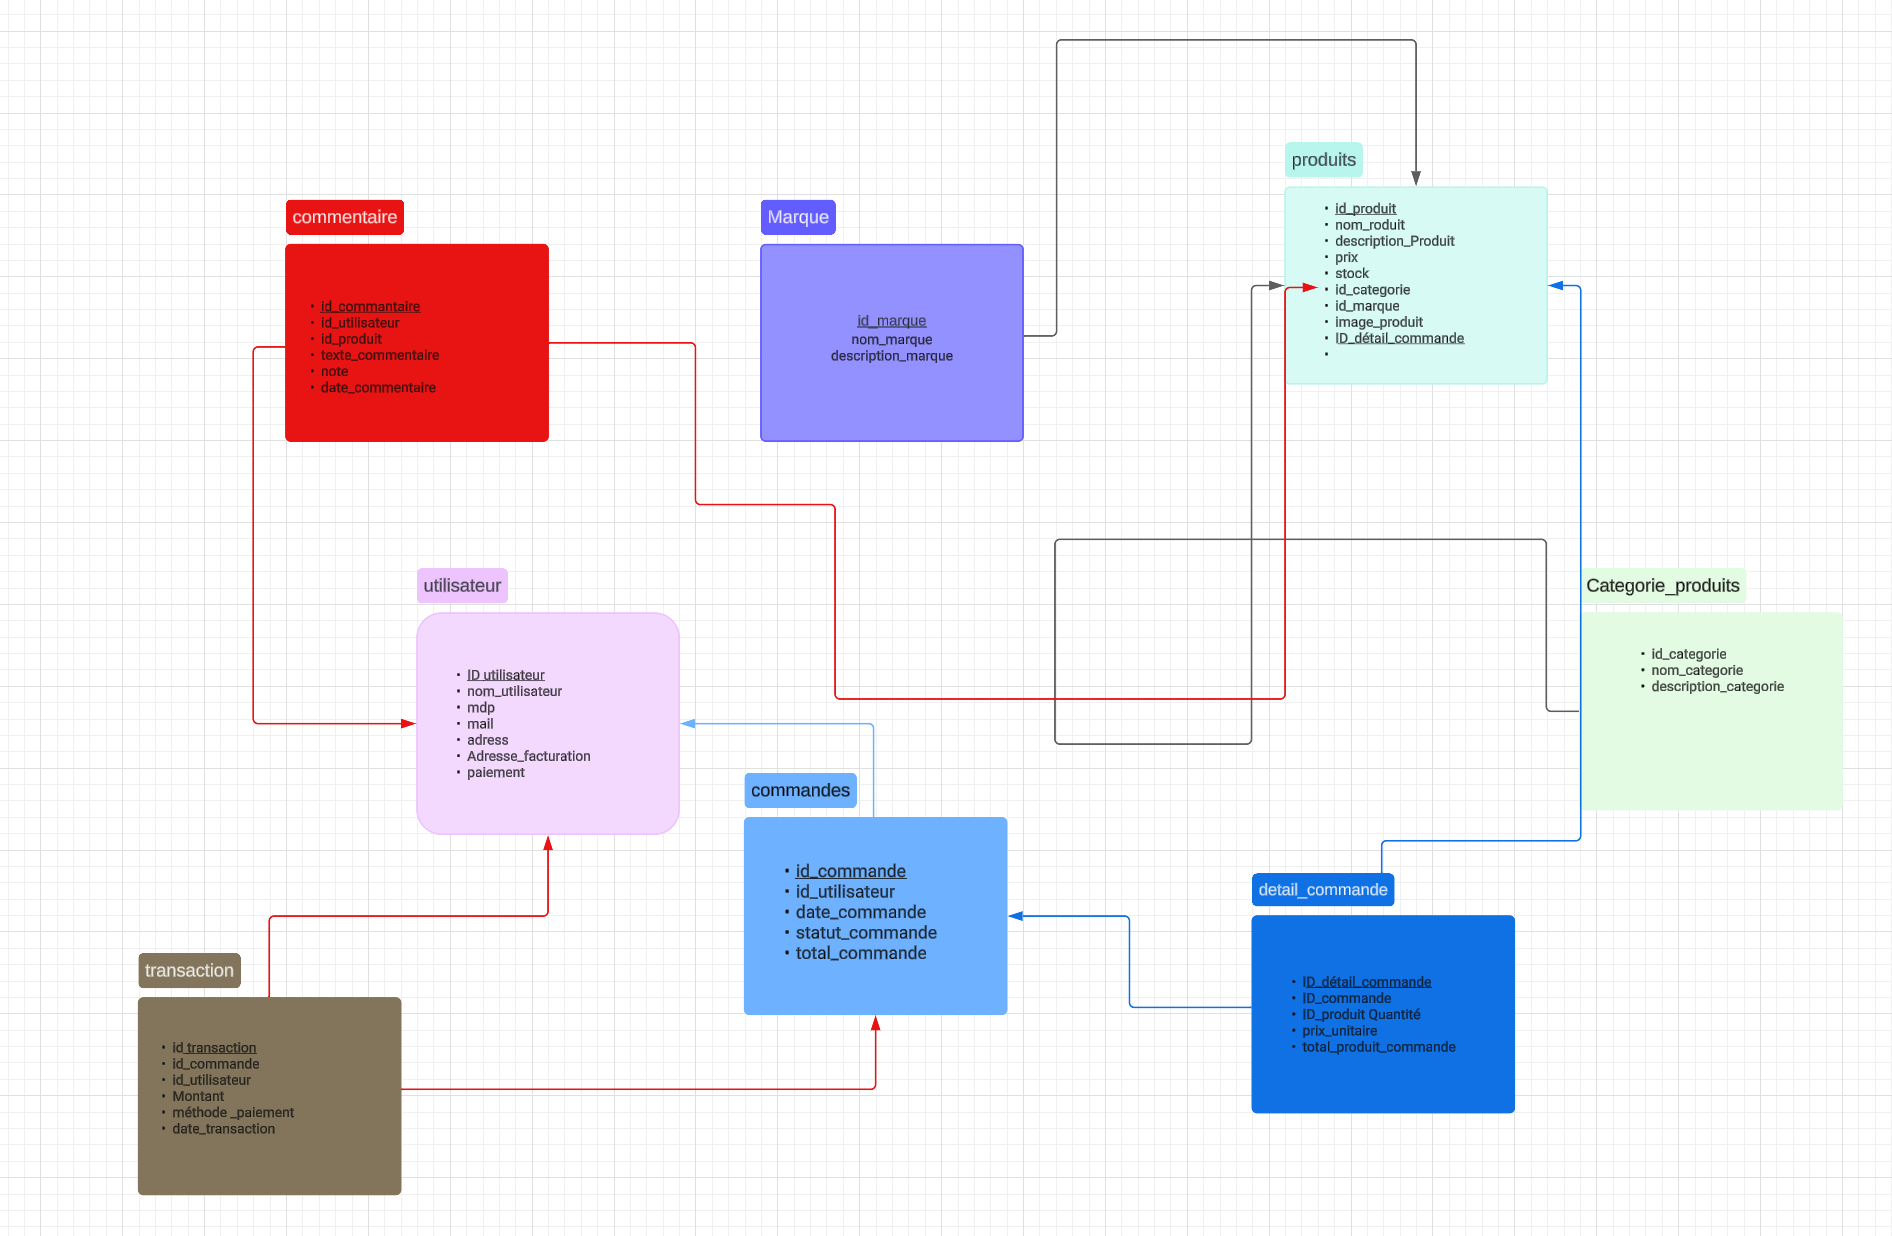 produits
id_produit
nom_roduit
description_Produit
prix
stock
id_categorie
id_marque
image_produit
ID_détail_commande
commentaire
id_commantaire
id_utilisateur
id_produit
texte_commentaire
note
date_commentaire
Marque
id_marque
nom_marque
description_marque
utilisateur
ID utilisateur
nom_utilisateur
mdp
mail
adress
Adresse_facturation
paiement
Categorie_produits
id_categorie
nom_categorie
description_categorie
commandes
id_commande
id_utilisateur
date_commande
statut_commande
total_commande
detail_commande
ID_détail_commande
ID_commande
ID_produit Quantité
prix_unitaire
total_produit_commande
transaction
id transaction
id_commande
id_utilisateur
Montant
méthode _paiement
date_transaction